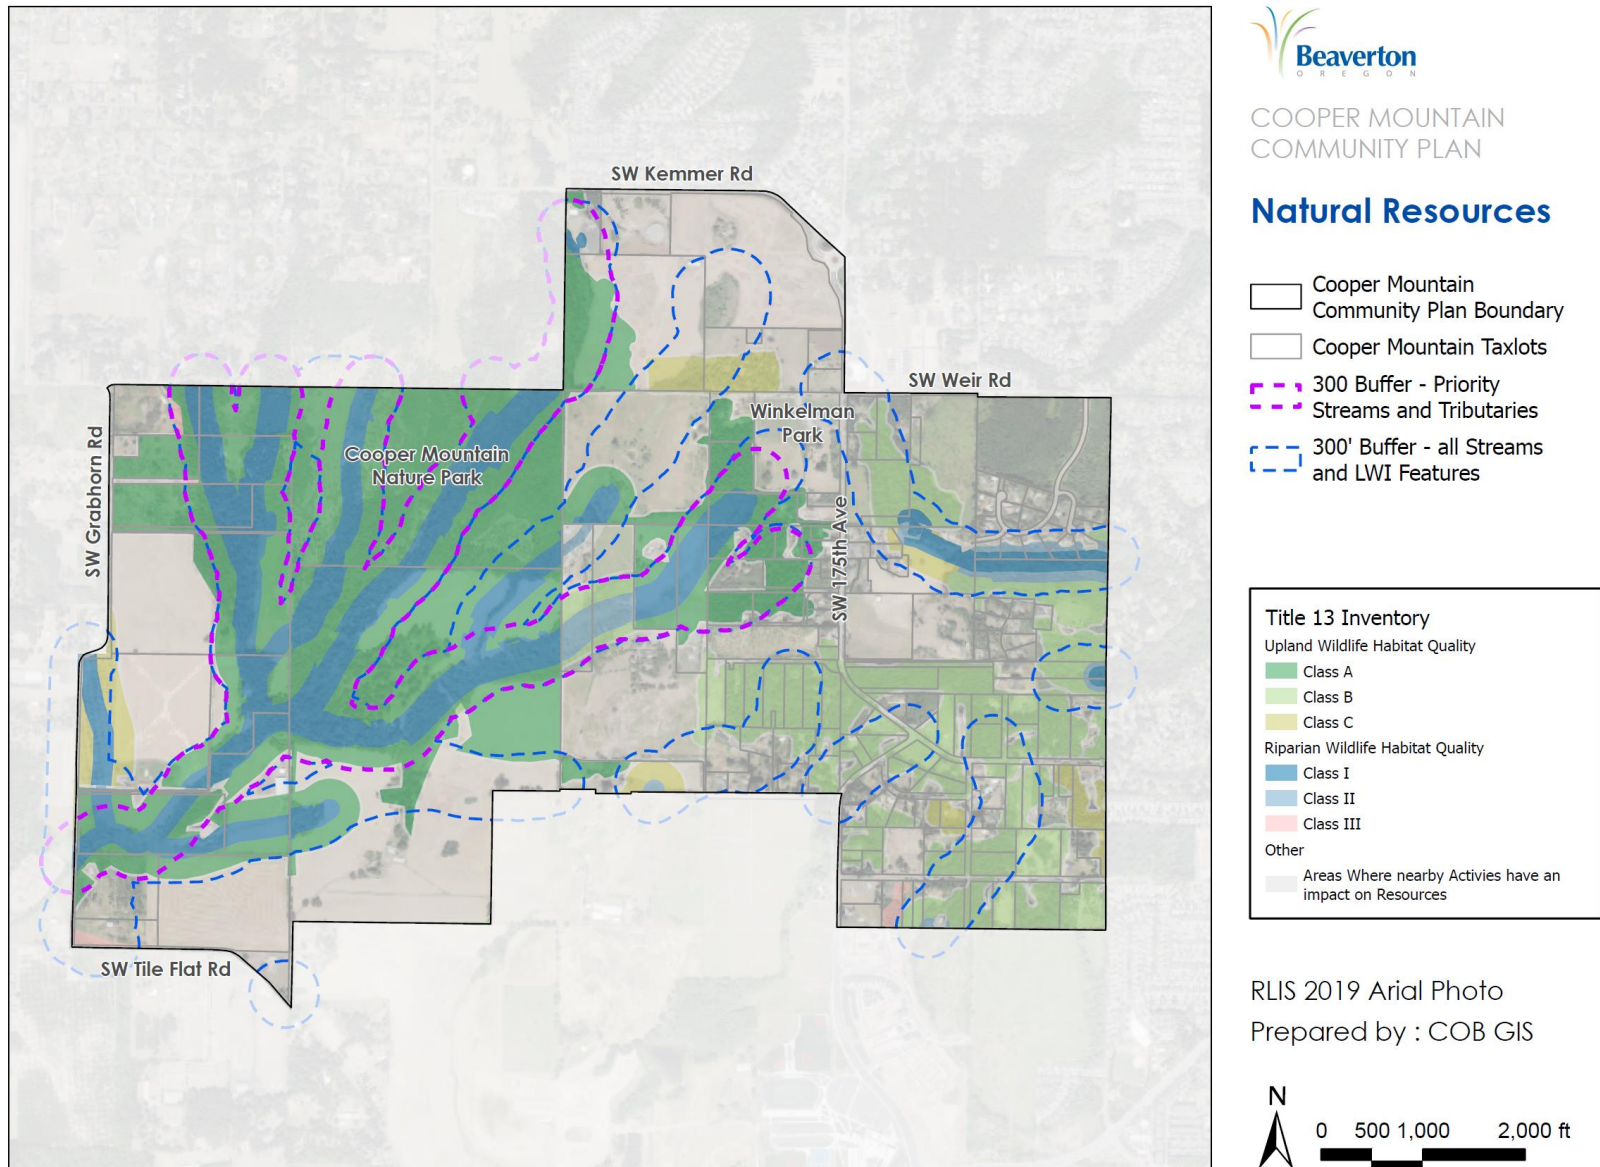 SW Kemmer Rd
SW Weir Rd
Winkelman
Park
Cooper Mountain
Nature Park
SW Grabhorn Rd
SW 175th Ave
SW Tile Flat Rd
Beaverton
OREGON
COOPER MOUNTAIN
COMMUNITY PLAN
Natural Resources
Cooper Mountain
Community Plan Boundary
Cooper Mountain Taxlots
300 Buffer - Priority
Streams and Tributaries
300' Buffer - all Streams
and LWI Features
Title 13 Inventory
Upland Wildlife Habitat Quality
Class A
Class B
Class C
Riparian Wildlife Habitat Quality
Class I
Class II
Class III
Other
Areas Where nearby Activies have an
impact on Resources
RLIS 2019 Arial Photo
Prepared by : COB GIS
N
0 500 1,000 2,000 ft